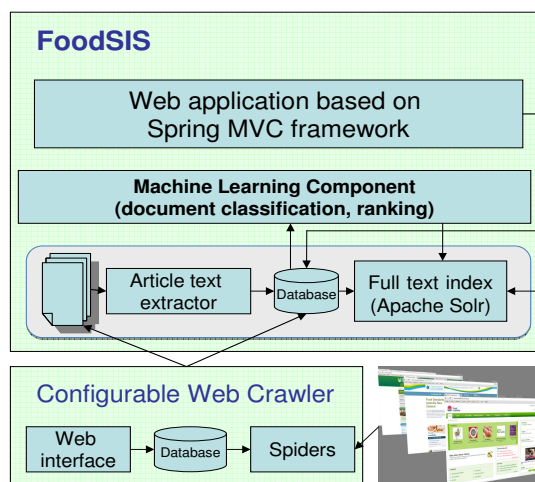 FoodSIS
Web application based on
Spring MVC framework
Machine Learning Component
(document classification, ranking)
Article text
extractor
Database
Full text index
(Apache Solr)
Configurable Web Crawler
Web
interface
Database
Spiders